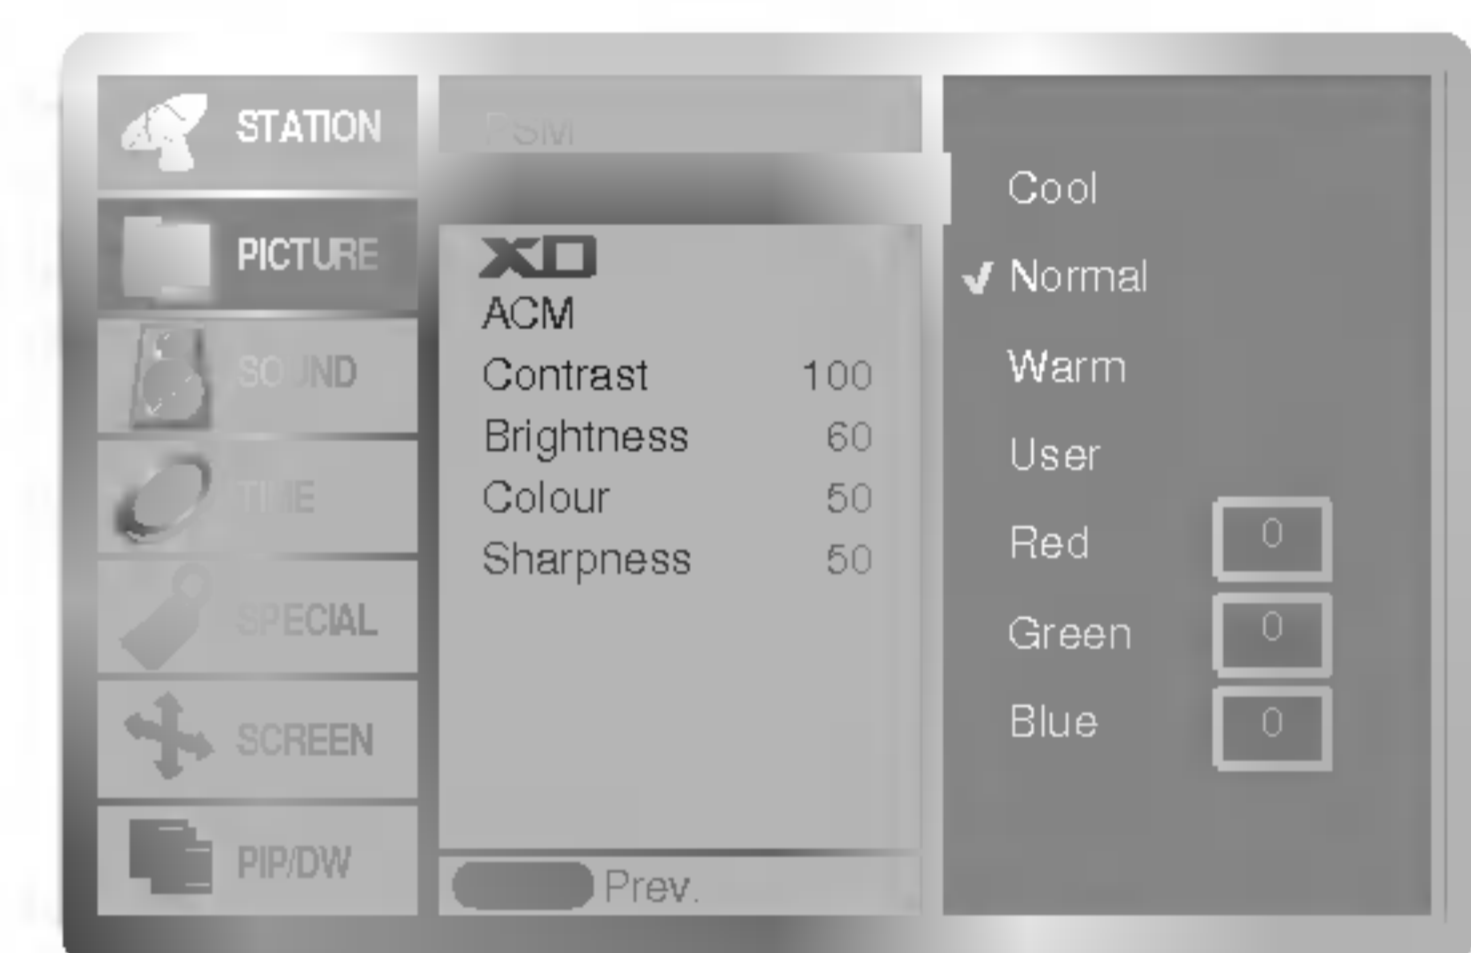 STATION
PICTURE
SOUND
TIME
SPECIAL
SCREEN
PIP/DW
PSM
XD
ACM
Contrast 100
Brightness 60
Colour 50
Sharpness 50
Prev.
Cool
✓ Normal
Warm
User
Red 0
Green 0
Blue 0